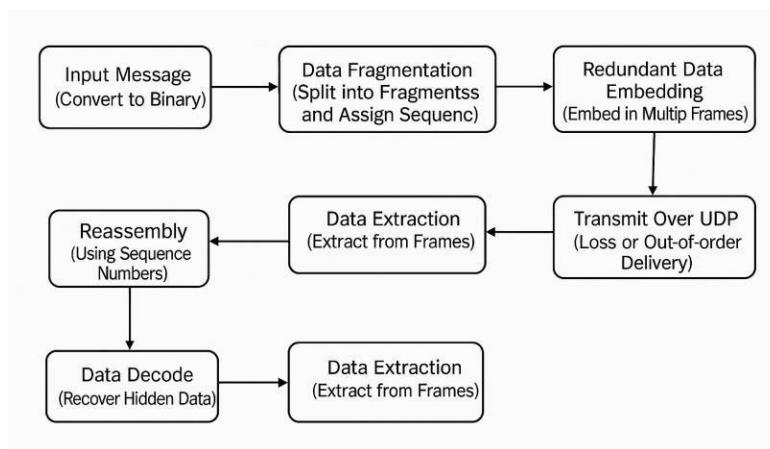 Input Message
(Convert to Binary)
Data Fragmentation
(Split into Fragmentss
and Assign Sequenc)
Redundant Data
Embedding
(Embed in Multip Frames)
Transmit Over UDP
(Loss or Out-of-order
Delivery)
Data Extraction
(Extract from Frames)
Reassembly
(Using Sequence
Numbers)
Data Decode
(Recover Hidden Data)
Data Extraction
(Extract from Frames)